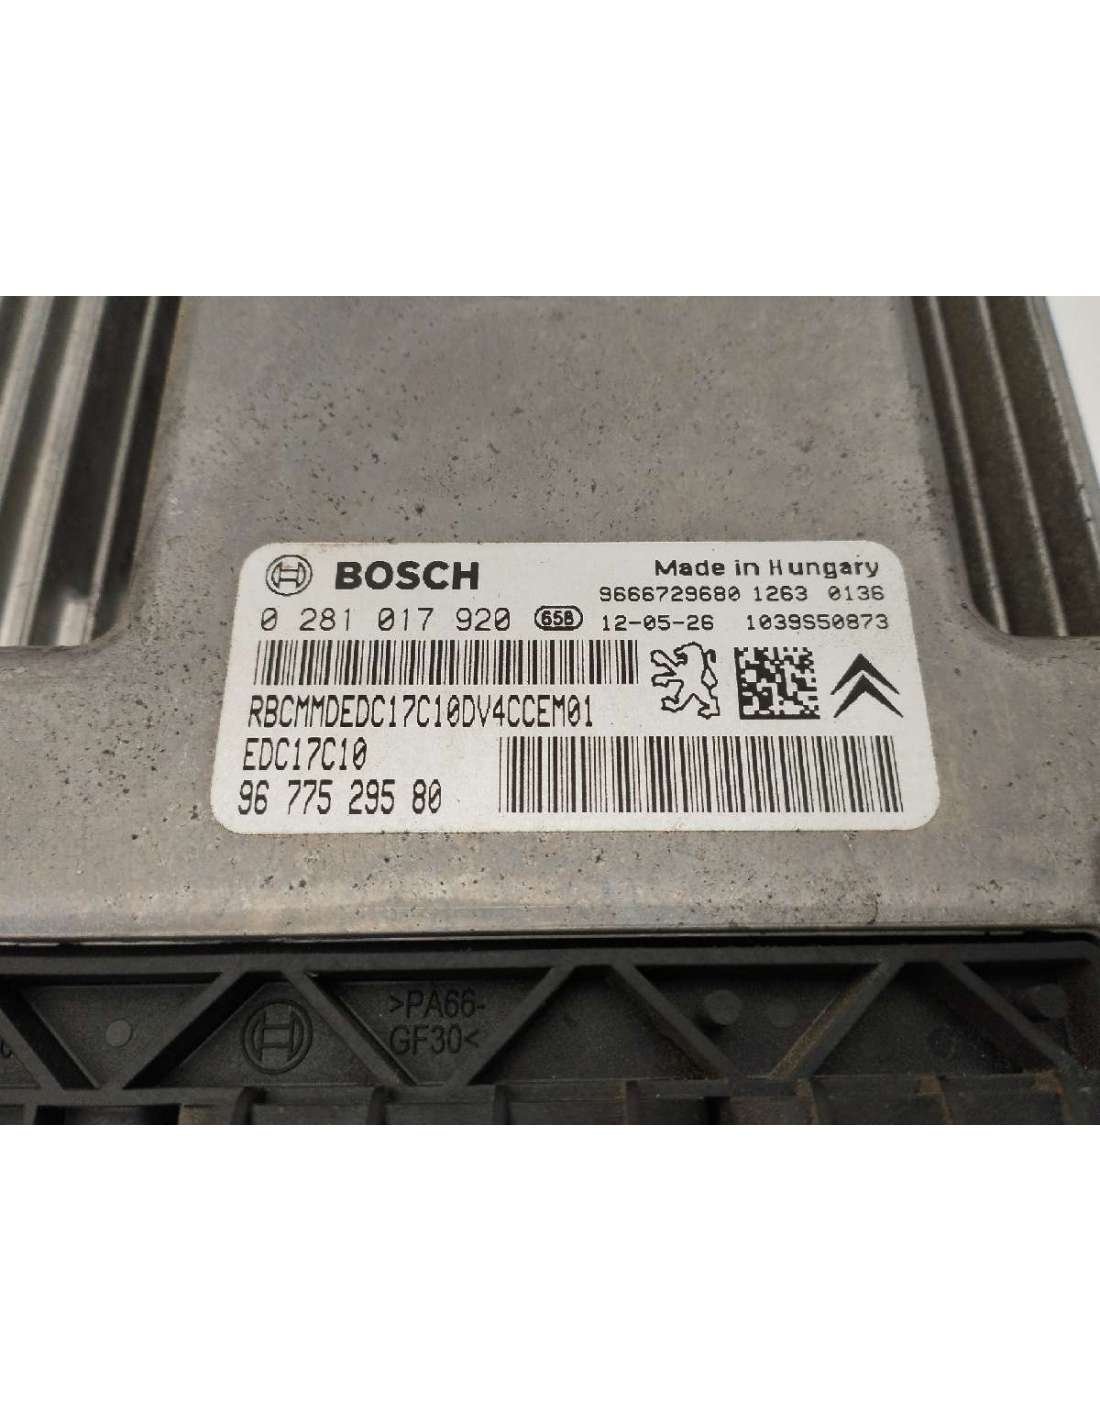 BOSCH
Made in Hungary
9666729680 1263 0136
0 281 017 920 658 12-05-26 1039S50873
RBCMMDEDC17C10DV4CCEM01
EDC17C10
96 775 295 80
>PA66-
GF30<